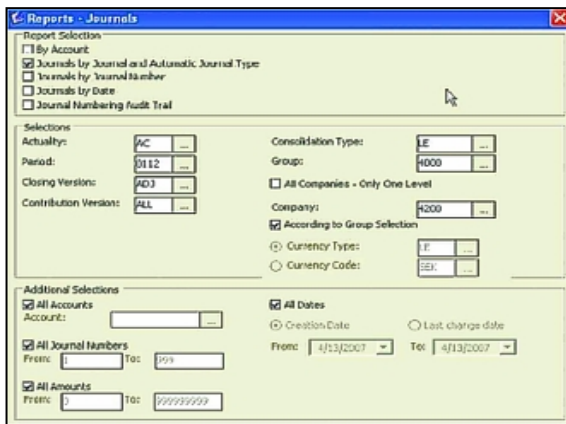 Reports - Journals
Report Selection
By Account
Journals by Journal and Automatic Journal Type
Journals by Journal Number
Journals by Date
Journal Numbering Audit Trail
Selections
Actuality: AC ... Consolidation Type: LE ...
Period: 0112 ... Group: 4000 ...
Closing Version: ADJ ... All Companies - Only One Level
Contribution Version: ALL ... Company: 4200 ...
According to Group Selection
Currency Type: LE ...
Currency Code: SEK ...
Additional Selections
All Accounts All Dates
Account: ... Creation Date Last change date
All Journal Numbers From: 4/13/2007 To: 4/13/2007
From: 1 To: 999
All Amounts
From: 0 To: 999999999